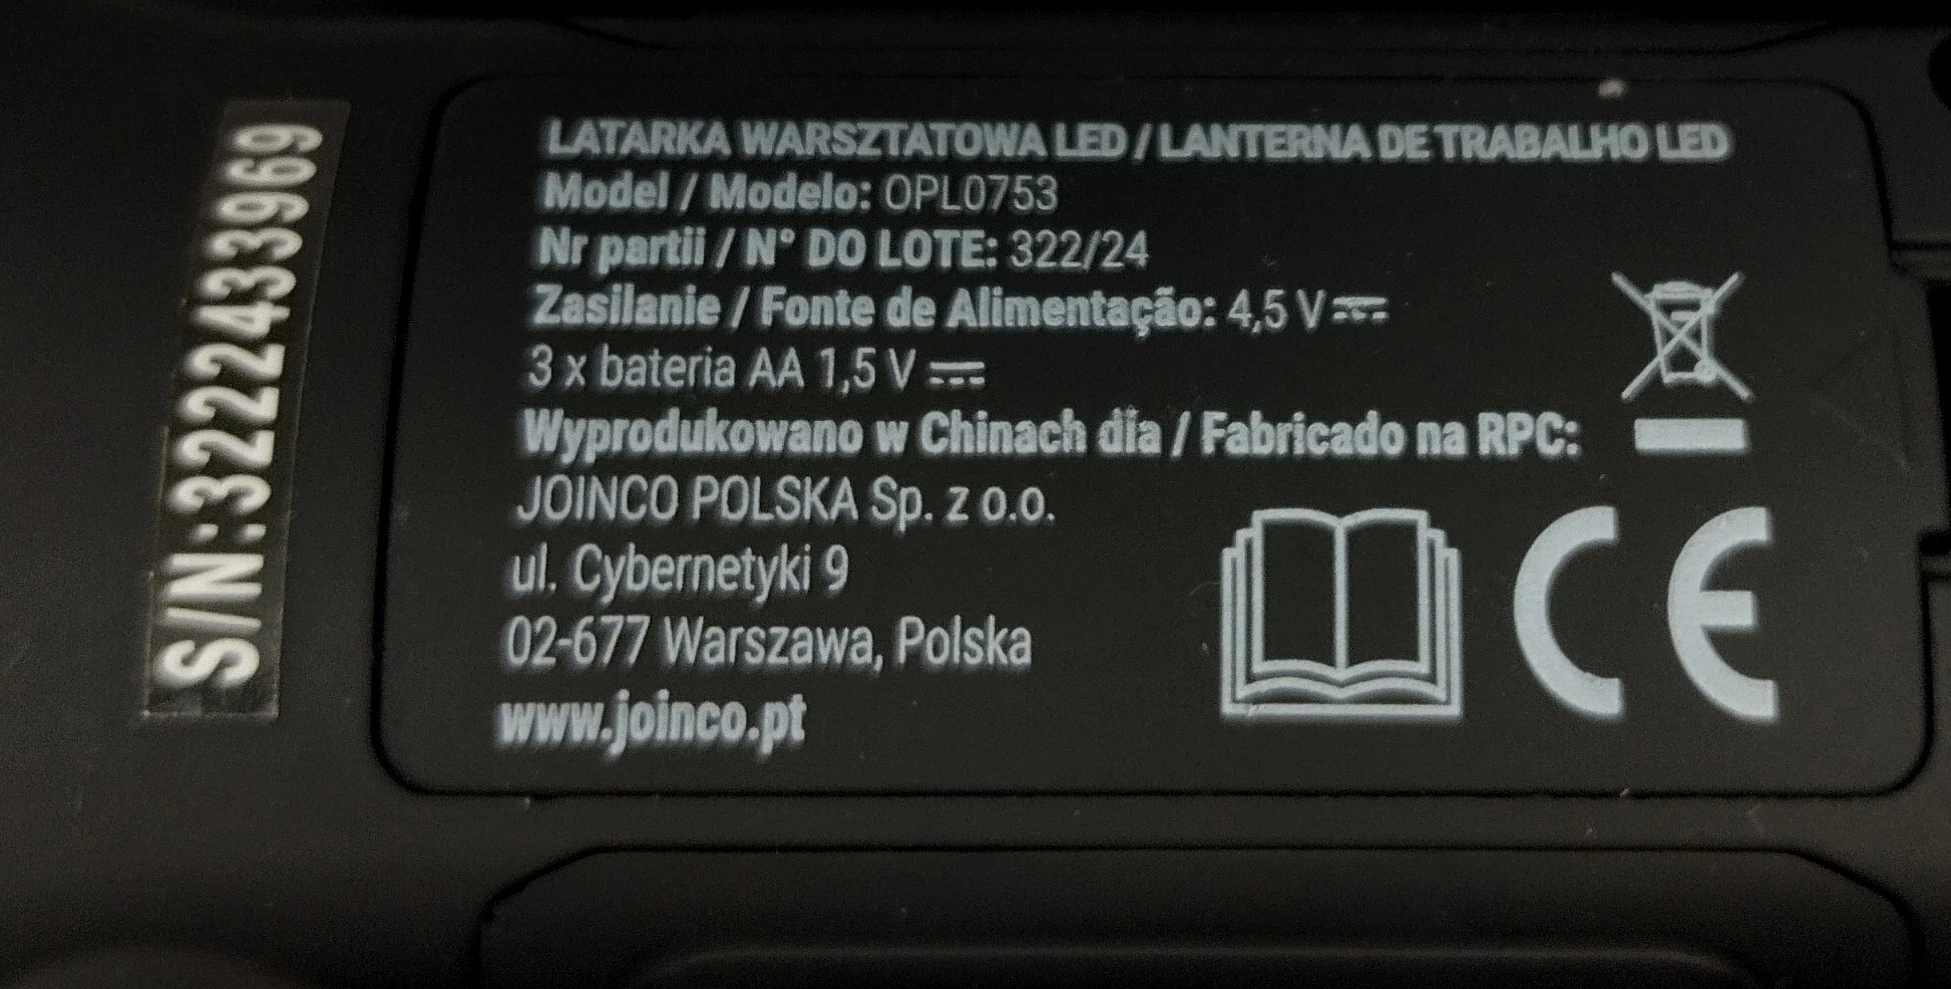 S/N:3222433969
LATARKA WARSZTATOWA LED / LANTERNA DE TRABALHO LED
Model / Modelo: OPL0753
Nr partii / N° DO LOTE: 322/24
Zasilanie / Fonte de Alimentação: 4,5 V⎓
3 x bateria AA 1,5 V ⎓
Wyprodukowano w Chinach dla / Fabricado na RPC:
JOINCO POLSKA Sp. z o.o.
ul. Cybernetyki 9
02-677 Warszawa, Polska
www.joinco.pt
CE